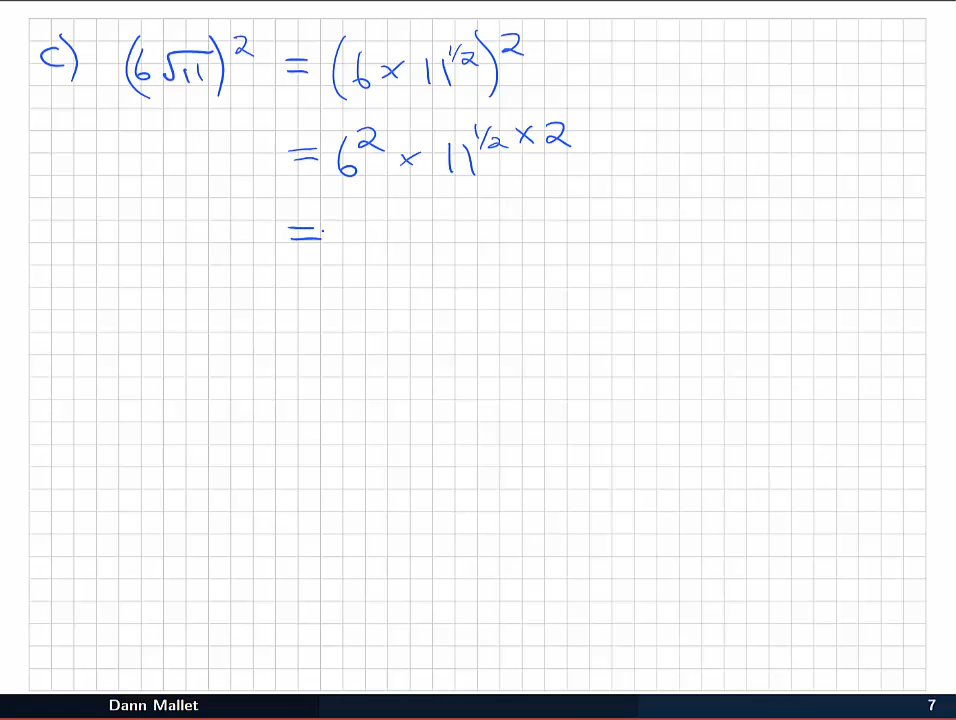 c) (6√11)² = (6 × 11^{1/2})²
= 6² × 11^{1/2 × 2}
=
Dann Mallet 7